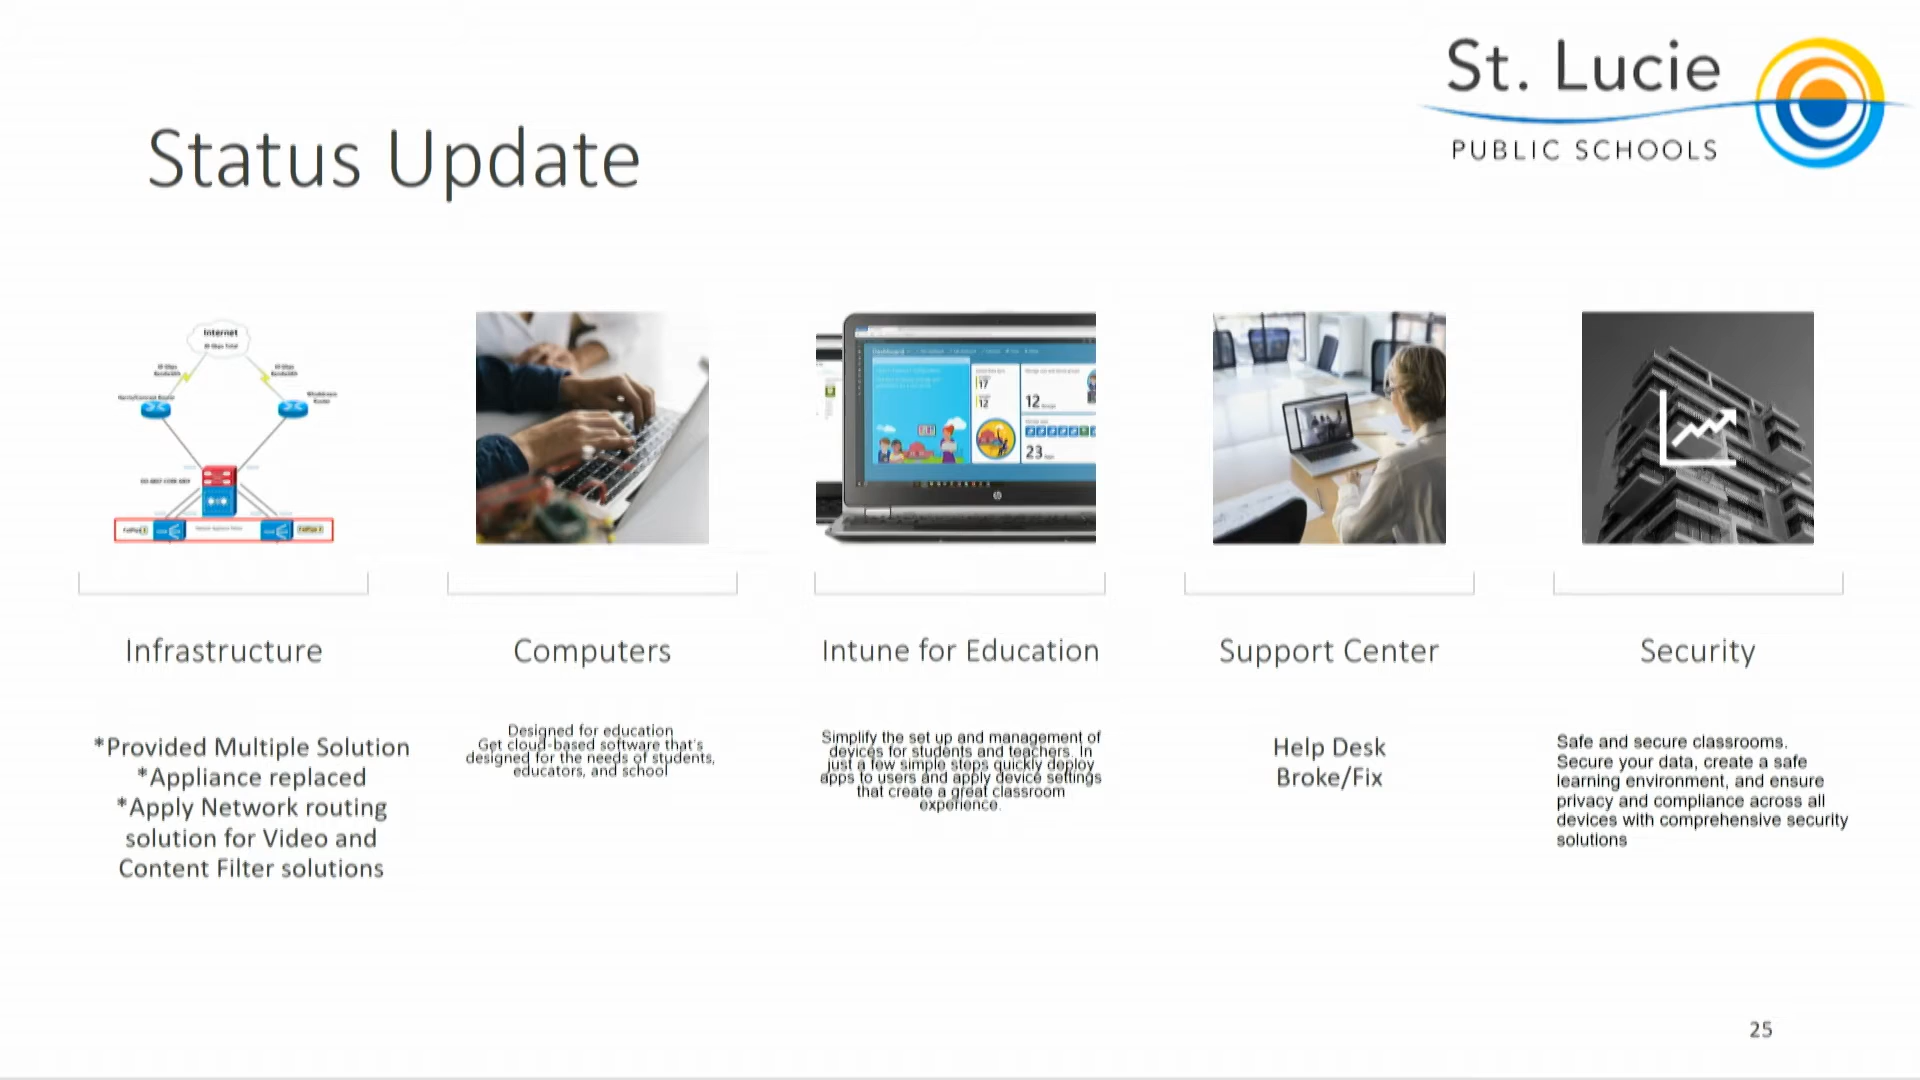 St. Lucie
PUBLIC SCHOOLS
Status Update
Internet
17
12
12
23
Infrastructure
*Provided Multiple Solution
*Appliance replaced
*Apply Network routing
solution for Video and
Content Filter solutions
Computers
Designed for education
Get cloud-based software that's
designed for the needs of students,
educators, and school
Intune for Education
Simplify the set up and management of
devices for students and teachers. In
just a few simple steps quickly deploy
apps to users and apply device settings
that create a great classroom
experience.
Support Center
Help Desk
Broke/Fix
Security
Safe and secure classrooms.
Secure your data, create a safe
learning environment, and ensure
privacy and compliance across all
devices with comprehensive security
solutions
25